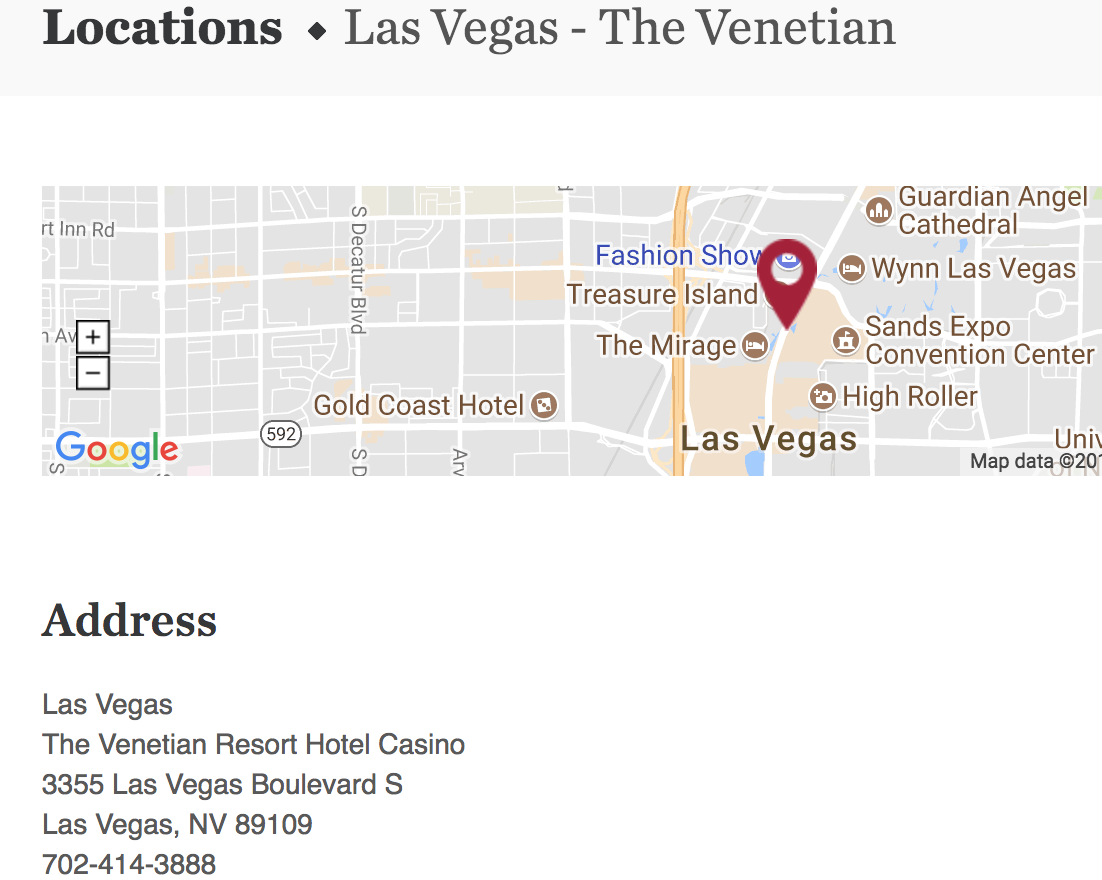 Locations ◆ Las Vegas - The Venetian
Guardian Angel
Cathedral
rt Inn Rd
S Decatur Blvd
Fashion Show
Wynn Las Vegas
Treasure Island
Sands Expo
Convention Center
+
The Mirage
−
High Roller
Gold Coast Hotel
592
Las Vegas
Google
S D
Arv
Univ
Map data ©201
Address
Las Vegas
The Venetian Resort Hotel Casino
3355 Las Vegas Boulevard S
Las Vegas, NV 89109
702-414-3888